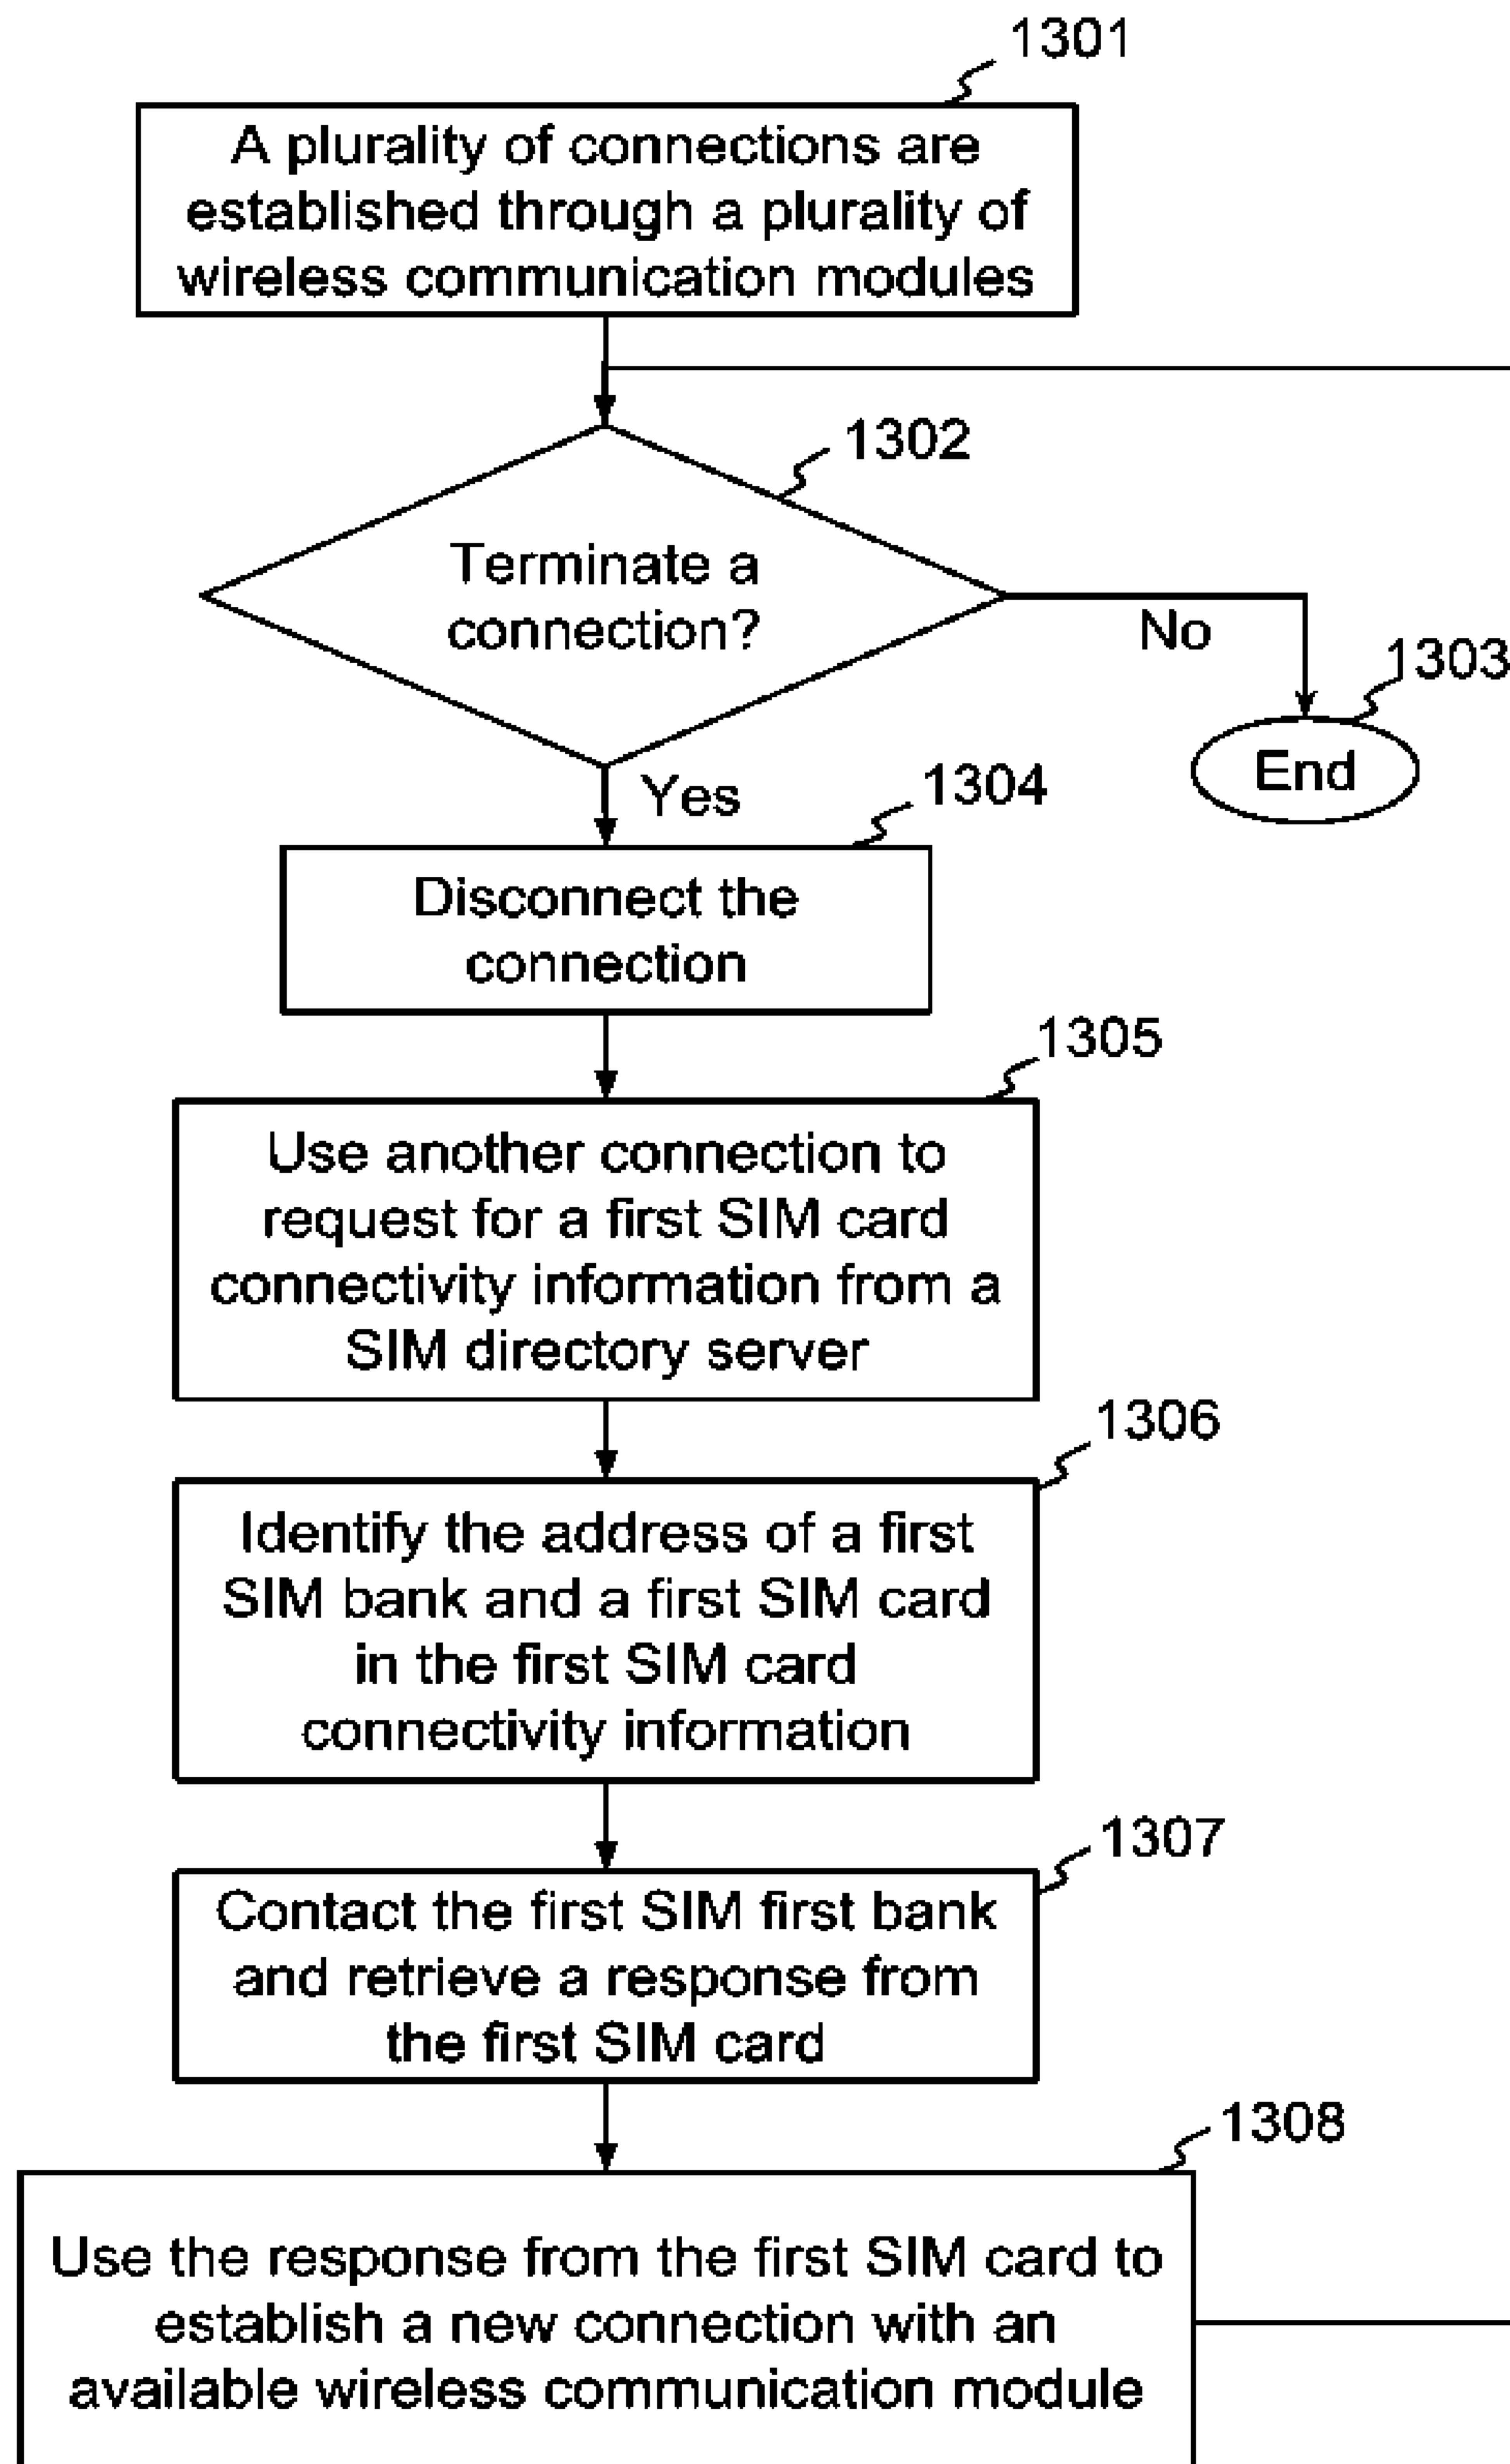 1301
A plurality of connections are
established through a plurality of
wireless communication modules
1302
Terminate a
connection?
No
1303
End
Yes
1304
Disconnect the
connection
1305
Use another connection to
request for a first SIM card
connectivity information from a
SIM directory server
1306
Identify the address of a first
SIM bank and a first SIM card
in the first SIM card
connectivity information
1307
Contact the first SIM first bank
and retrieve a response from
the first SIM card
1308
Use the response from the first SIM card to
establish a new connection with an
available wireless communication module